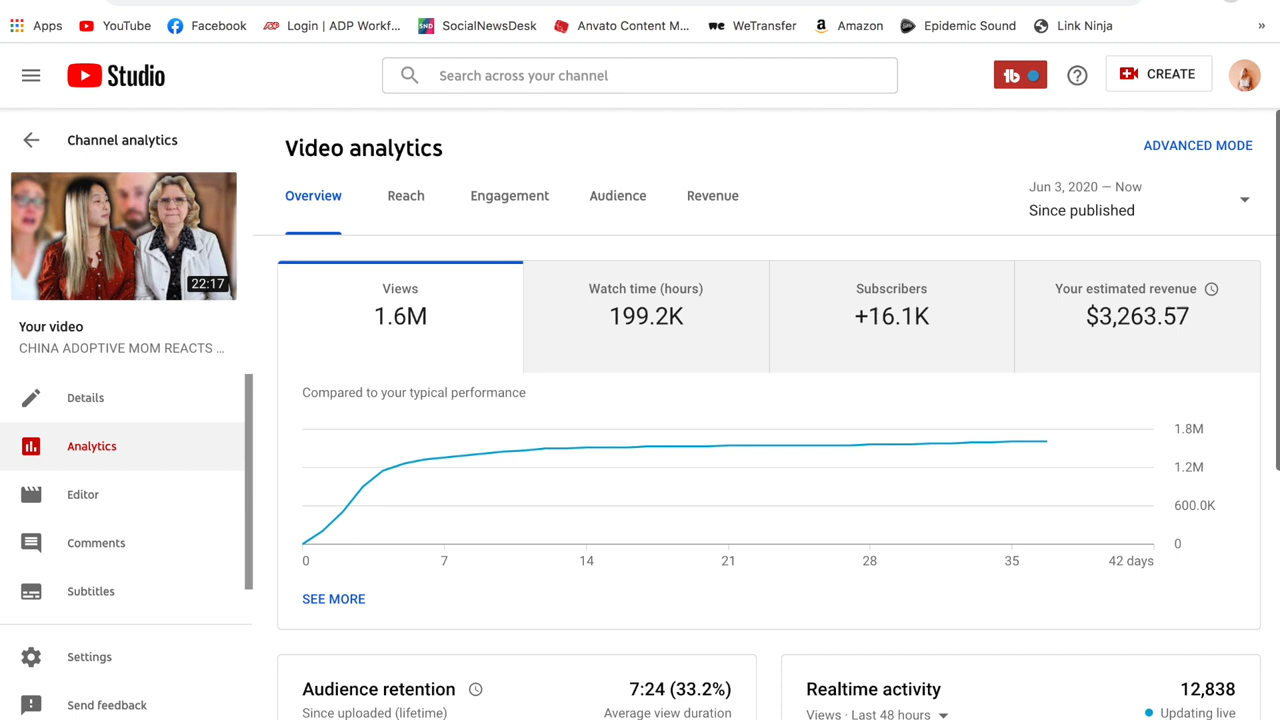 Apps YouTube Facebook Login | ADP Workf... SocialNewsDesk Anvato Content M... WeTransfer Amazon Epidemic Sound Link Ninja »
Studio
Search across your channel
CREATE
Channel analytics
22:17
Your video
CHINA ADOPTIVE MOM REACTS ...
Details
Analytics
Editor
Comments
Subtitles
Settings
Send feedback
Video analytics
ADVANCED MODE
Overview Reach Engagement Audience Revenue
Jun 3, 2020 – Now
Since published
Views
1.6M
Watch time (hours)
199.2K
Subscribers
+16.1K
Your estimated revenue
$3,263.57
Compared to your typical performance
1.8M
1.2M
600.0K
0
0 7 14 21 28 35 42 days
SEE MORE
Audience retention 7:24 (33.2%)
Since uploaded (lifetime) Average view duration
Realtime activity 12,838
Views · Last 48 hours Updating live